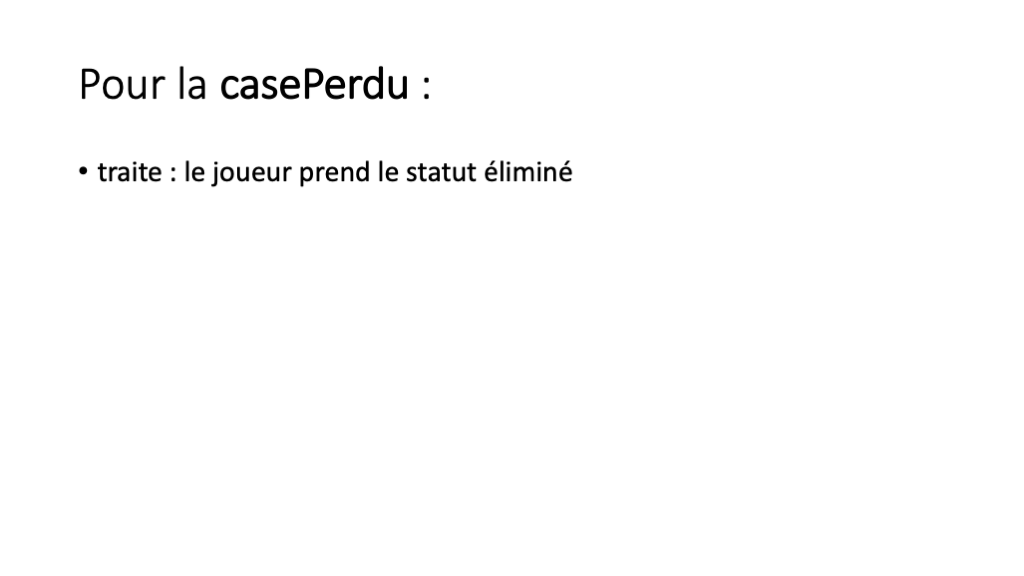 Pour la casePerdu :
• traite : le joueur prend le statut éliminé